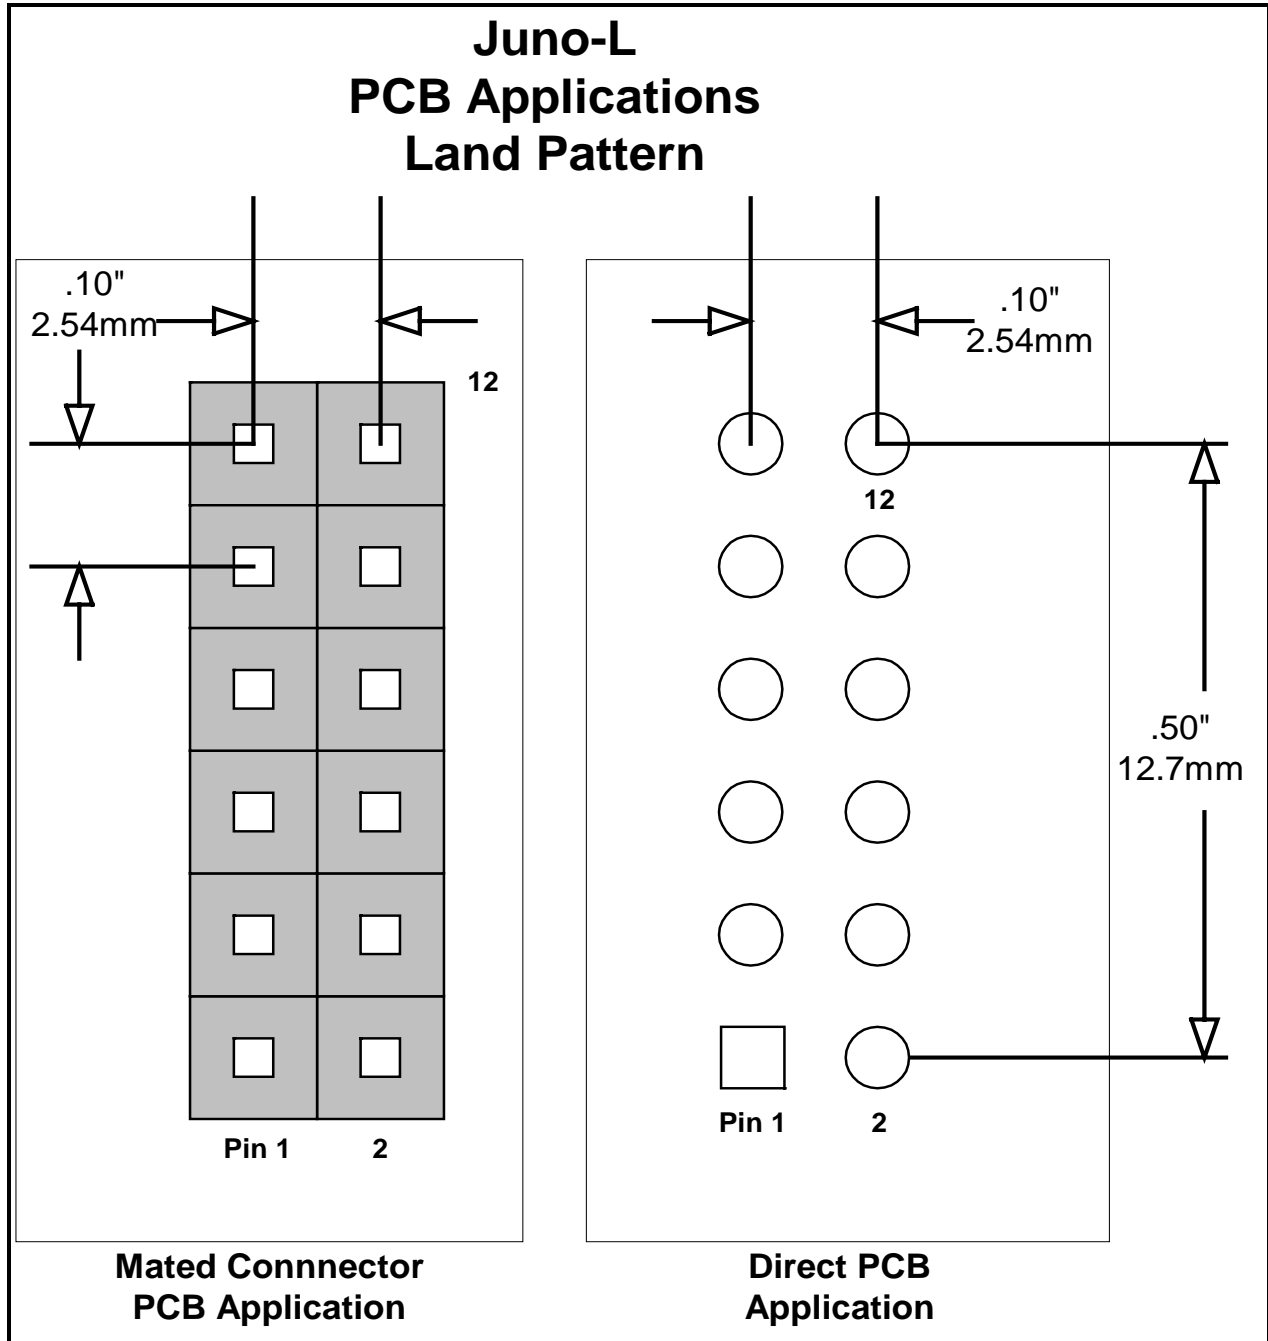 Juno-L
PCB Applications
Land Pattern
.10"
2.54mm
12
Pin 1
2
Mated Connnector
PCB Application
.10"
2.54mm
12
.50"
12.7mm
Pin 1
2
Direct PCB
Application